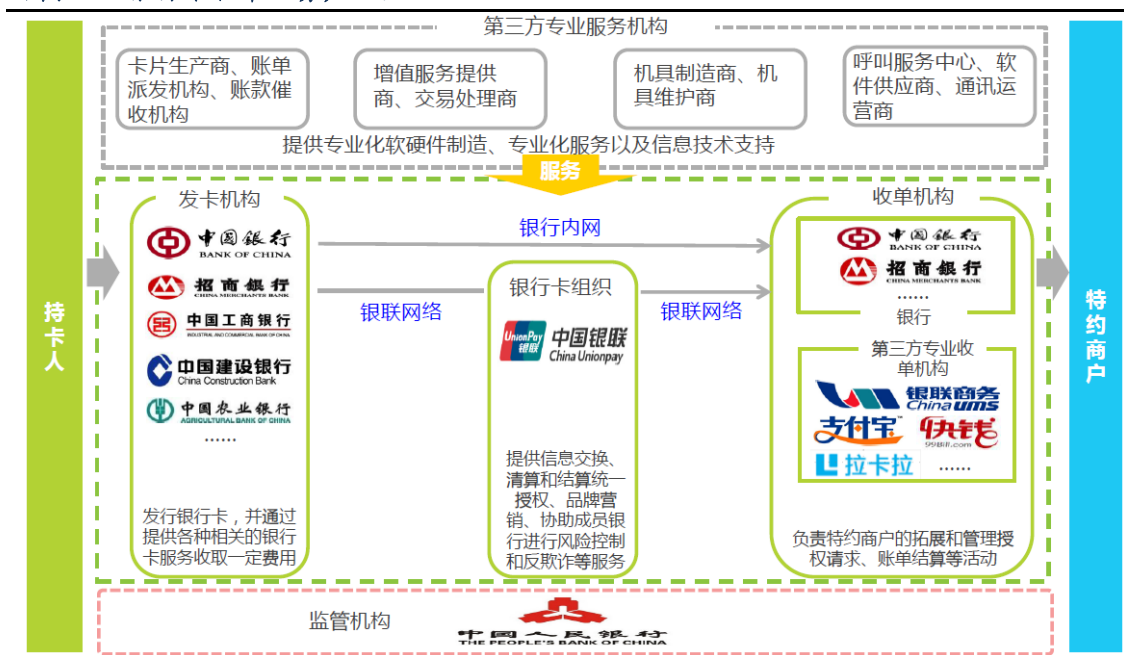 第三方专业服务机构
卡片生产商、账单
派发机构、账款催
收机构
增值服务提供
商、交易处理商
机具制造商、机
具维护商
呼叫服务中心、软
件供应商、通讯运
营商
提供专业化软硬件制造、专业化服务以及信息技术支持
服务
持卡人
发卡机构
中国银行
BANK OF CHINA
招商银行
CHINA MERCHANTS BANK
中国工商银行
INDUSTRIAL AND COMMERCIAL BANK OF CHINA
中国建设银行
China Construction Bank
中国农业银行
AGRICULTURAL BANK OF CHINA
......
发行银行卡，并通过
提供各种相关的银行
卡服务收取一定费用
银行内网
银联网络
银行卡组织
UnionPay
银联
中国银联
China Unionpay
提供信息交换、
清算和结算统一
授权、品牌营
销、协助成员银
行进行风险控制
和反欺诈等服务
银联网络
收单机构
中国银行
BANK OF CHINA
招商银行
CHINA MERCHANTS BANK
......
银行
第三方专业收
单机构
银联商务
China ums
支付宝
快钱
99Bill.com
拉卡拉
......
负责特约商户的拓展和管理授
权请求、账单结算等活动
特约商户
监管机构
中国人民银行
THE PEOPLE'S BANK OF CHINA